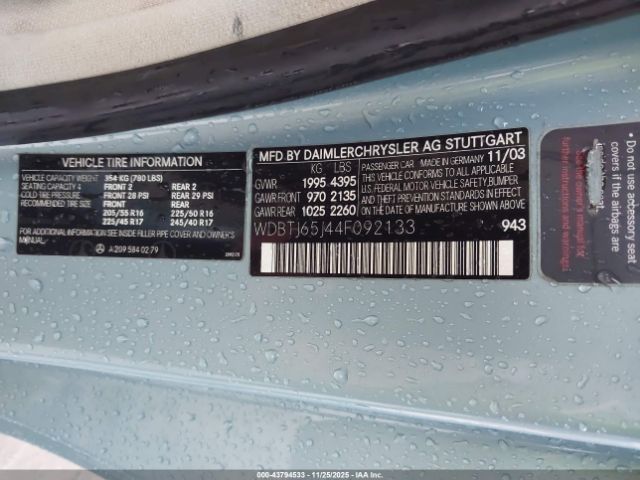 VEHICLE TIRE INFORMATION
VEHICLE CAPACITY WEIGHT 354 KG (780 LBS)
SEATING CAPACITY 4 FRONT 2 REAR 2
COLD TIRE PRESSURE FRONT 28 PSI REAR 29 PSI
RECOMMENDED TIRE SIZE FRONT REAR
205/55 R16 225/50 R16
225/45 R17 245/40 R17
FOR ADDITIONAL INFORMATION SEE INSIDE FILLER PIPE COVER AND OWNER'S
MANUAL
A 209 584 02 79
MFD BY DAIMLERCHRYSLER AG STUTTGART
KG LBS
GVWR 1995 4395
GAWR FRONT 970 2135
GAWR REAR 1025 2260
PASSENGER CAR MADE IN GERMANY 11/03
THIS VEHICLE CONFORMS TO ALL APPLICABLE
U.S. FEDERAL MOTOR VEHICLE SAFETY, BUMPER
AND THEFT PREVENTION STANDARDS IN EFFECT
ON THE DATE OF MANUFACTURE
SHOWN ABOVE
WDBTJ65J44F092133
943
• Do not use accessory seat
covers if the airbags
further information
000-43794533 - 11/25/2025 - IAAI.COM